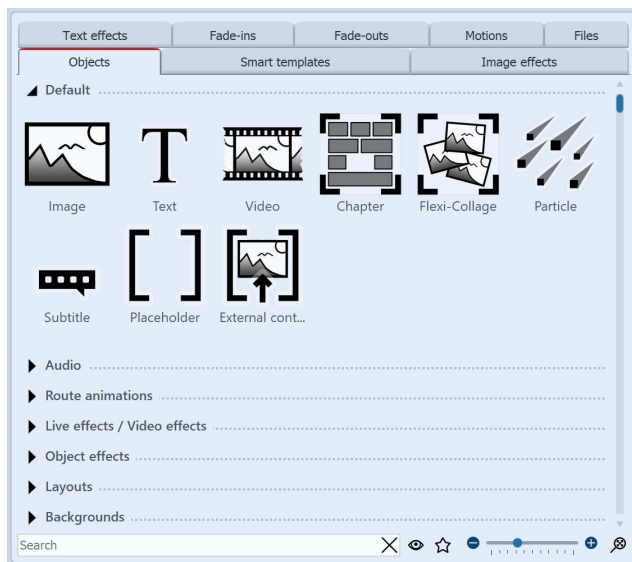 Text effects Fade-ins Fade-outs Motions Files
Objects Smart templates Image effects
Default
Image Text Video Chapter Flexi-Collage Particle
Subtitle Placeholder External cont...
Audio
Route animations
Live effects / Video effects
Object effects
Layouts
Backgrounds
Search